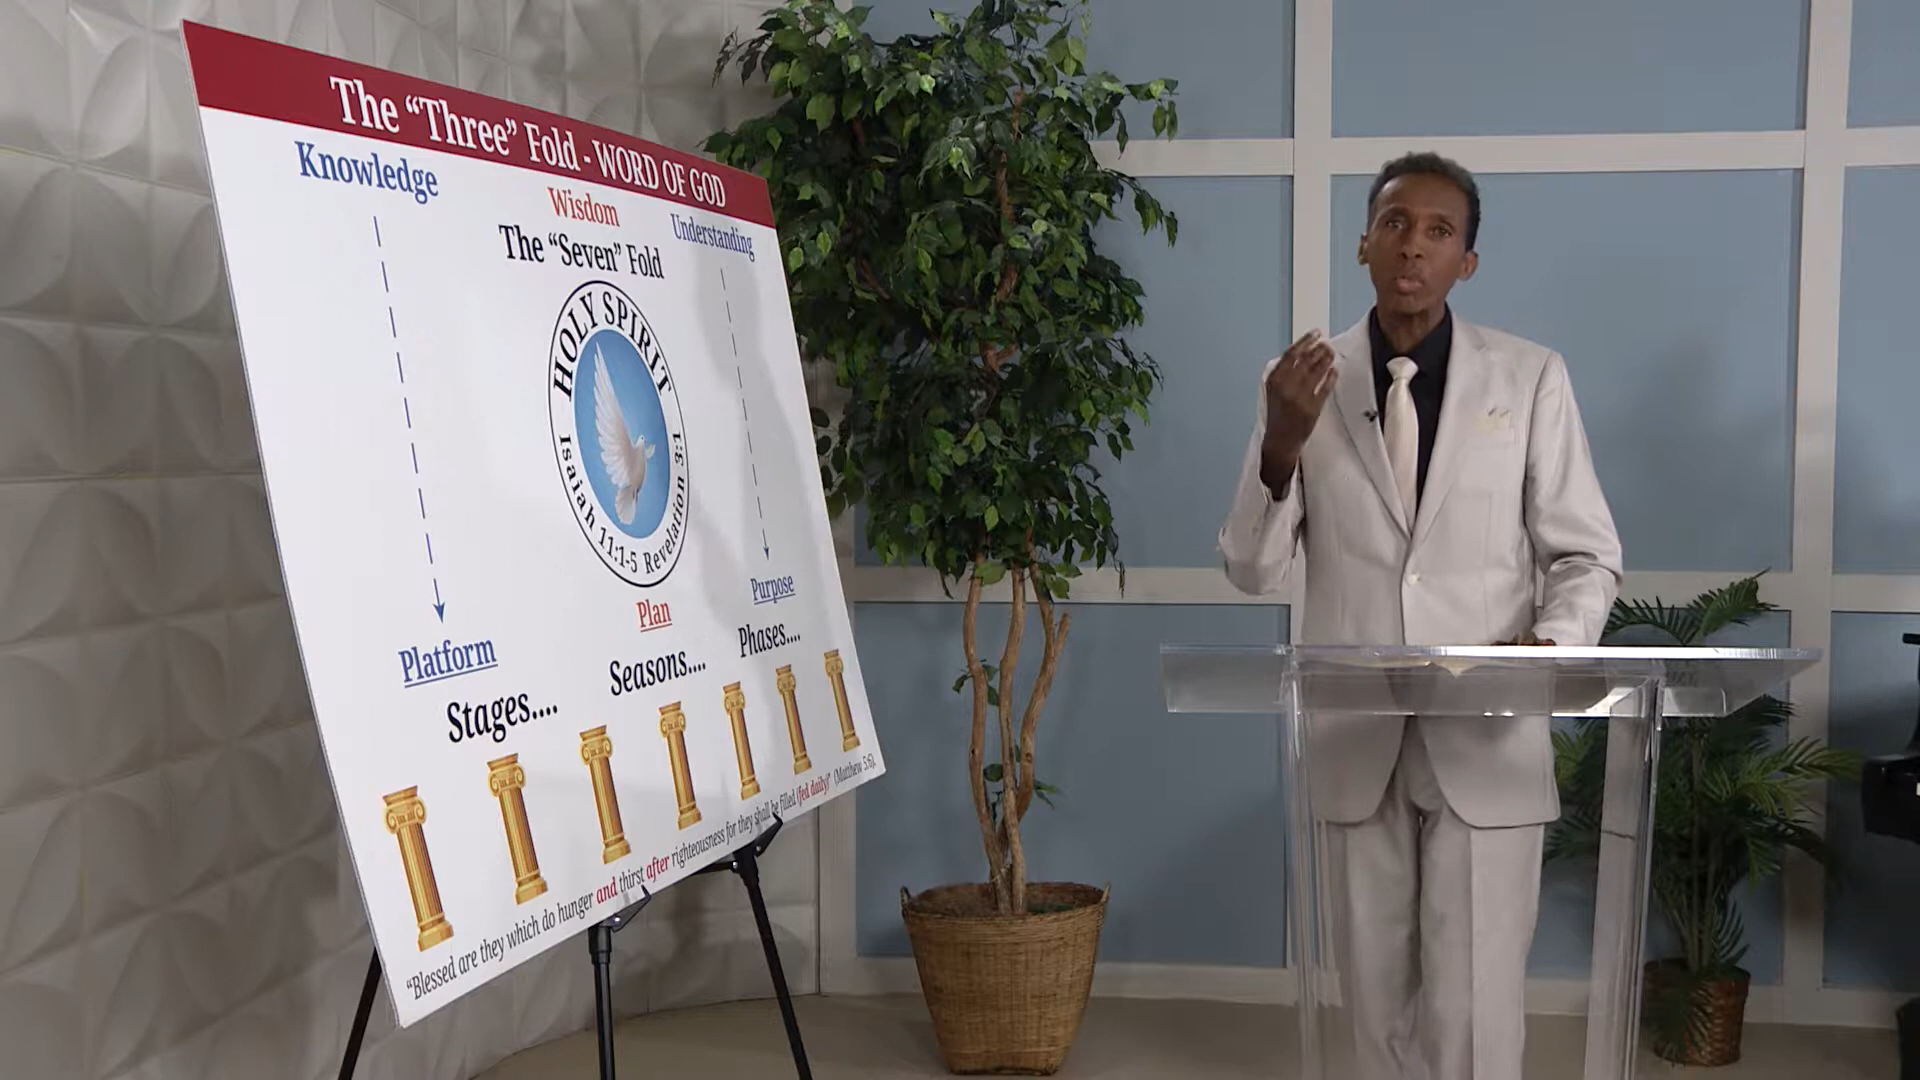 The “Three” Fold - WORD OF GOD
Knowledge
Wisdom
Understanding
The “Seven” Fold
HOLY SPIRIT
Isaiah 11:1-5 Revelation 3:1
Platform
Plan
Purpose
Stages....
Seasons....
Phases....
“Blessed are they which do hunger and thirst after righteousness for they shall be filled (fed daily)” (Matthew 5:6).